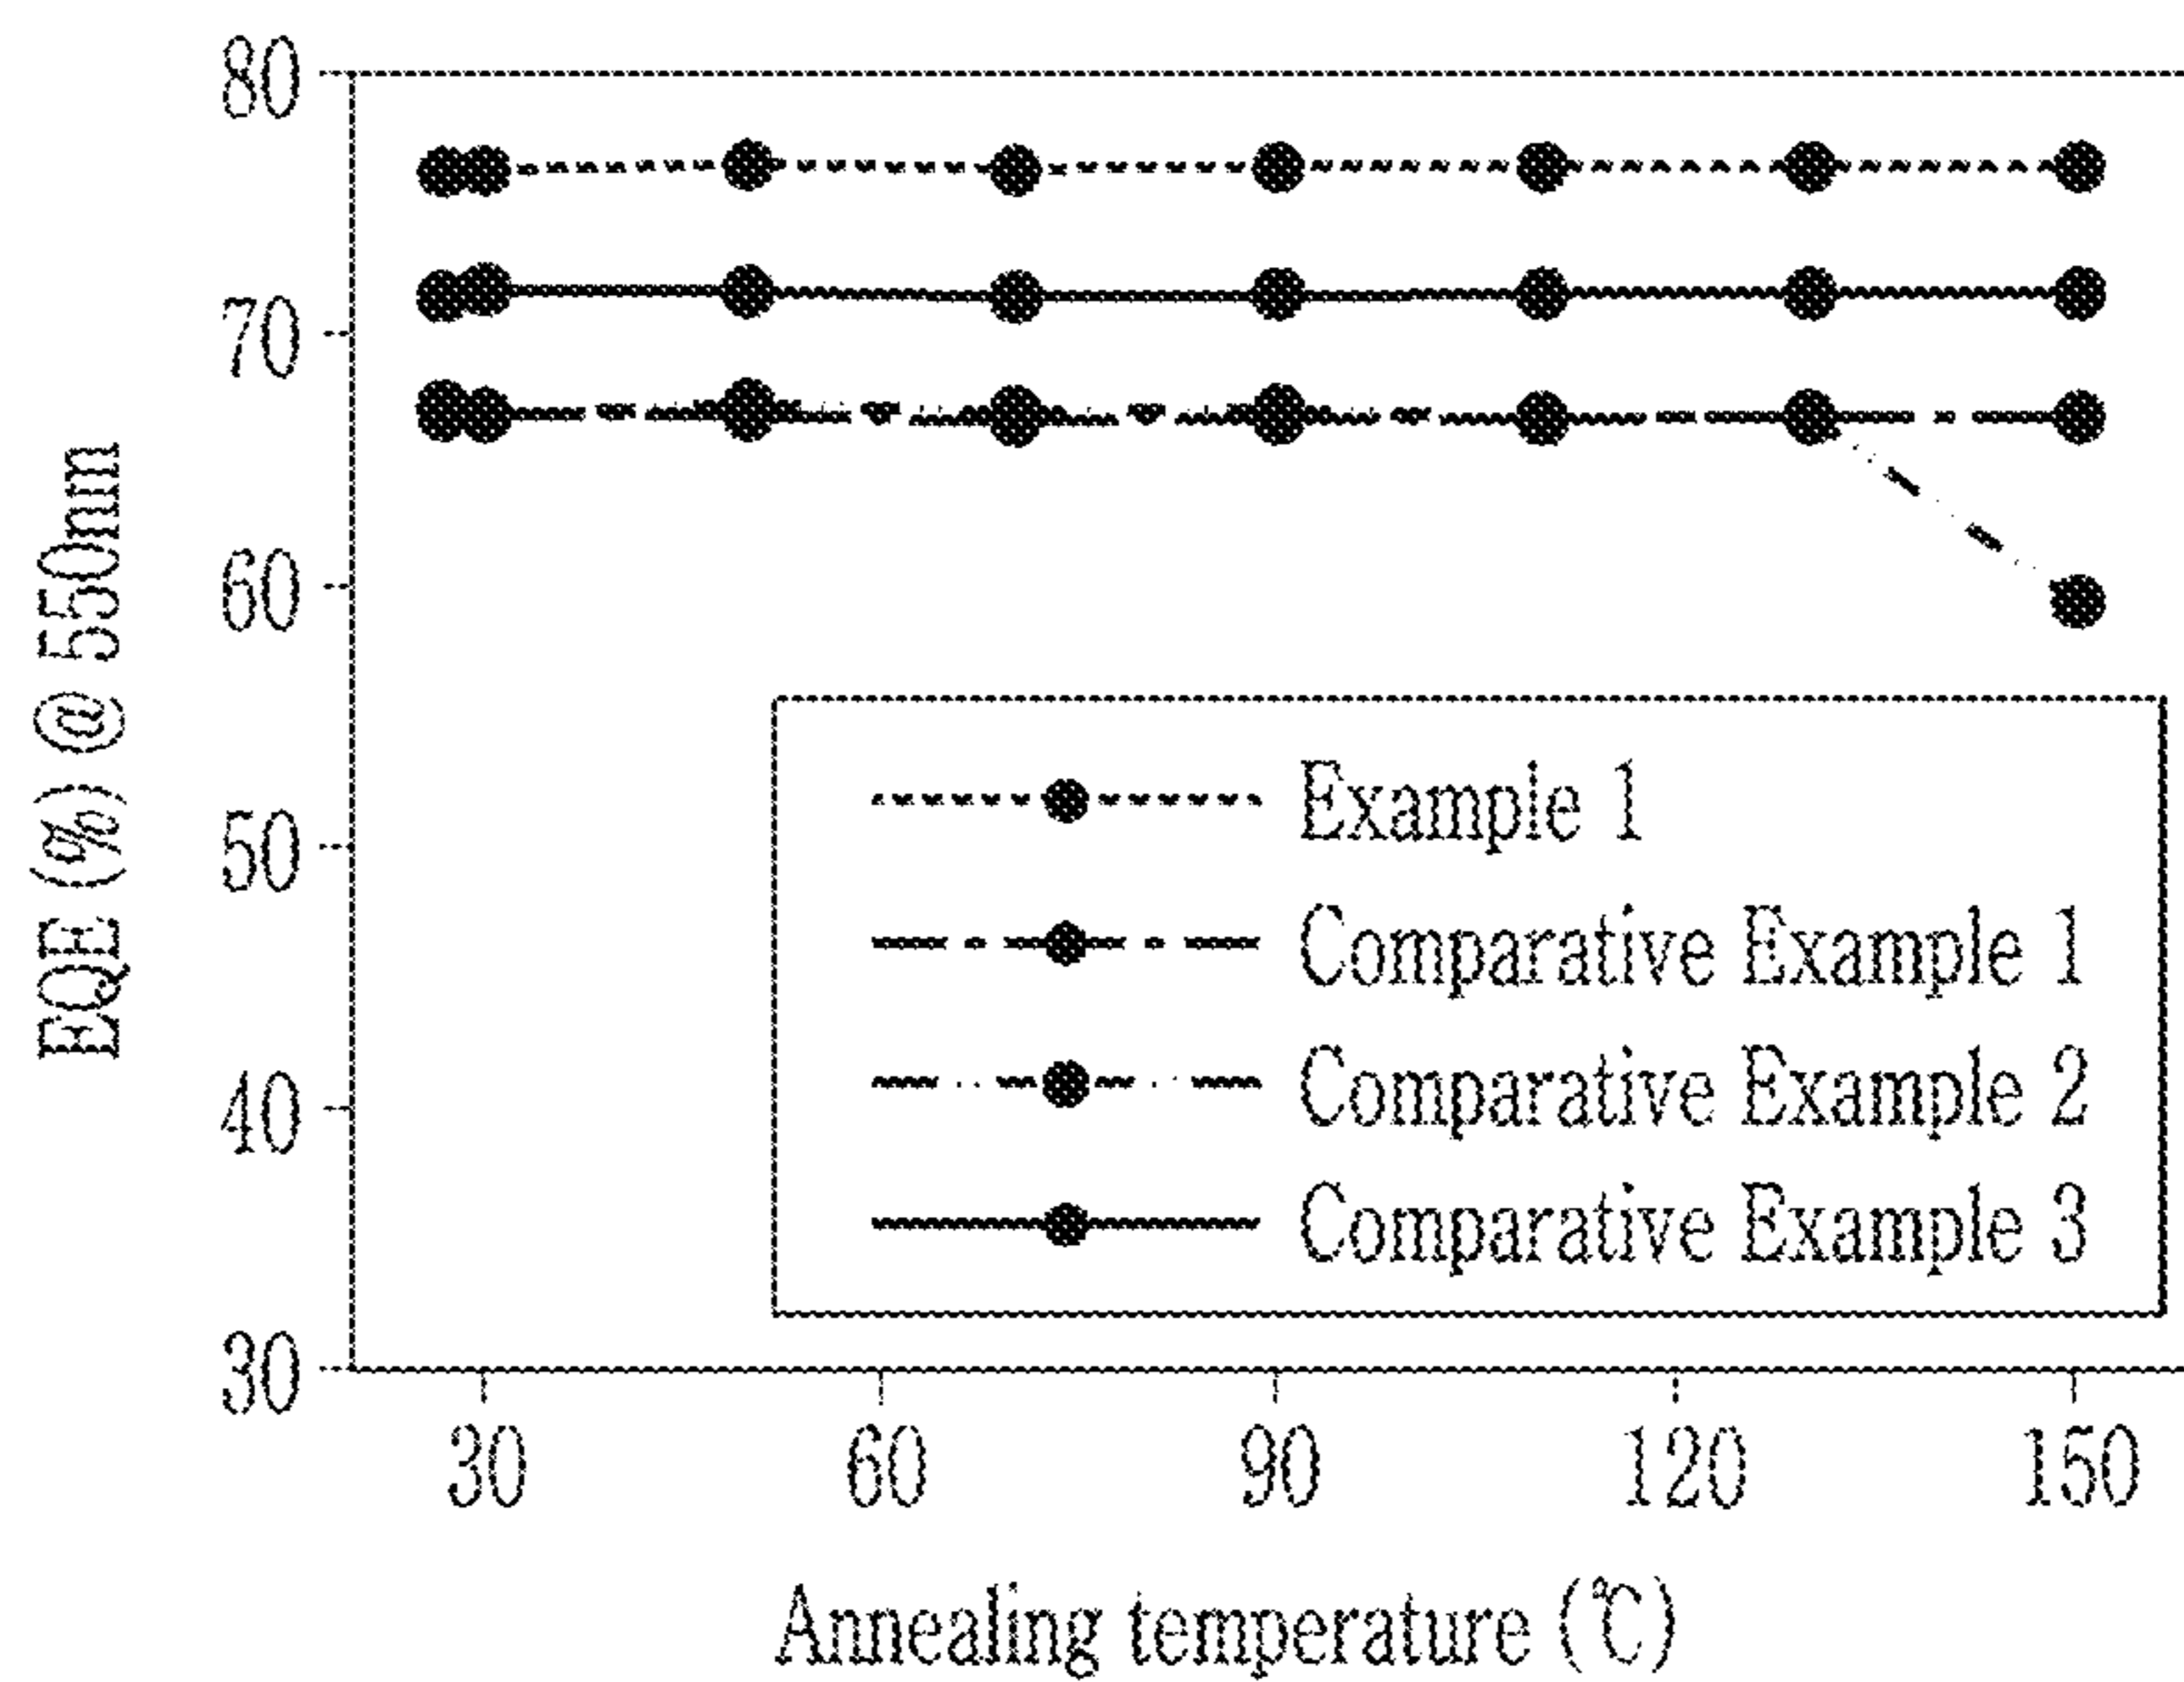 80
70
60
50
40
30
EQE (%) @ 550nm
Example 1
Comparative Example 1
Comparative Example 2
Comparative Example 3
30 60 90 120 150
Annealing temperature (℃)